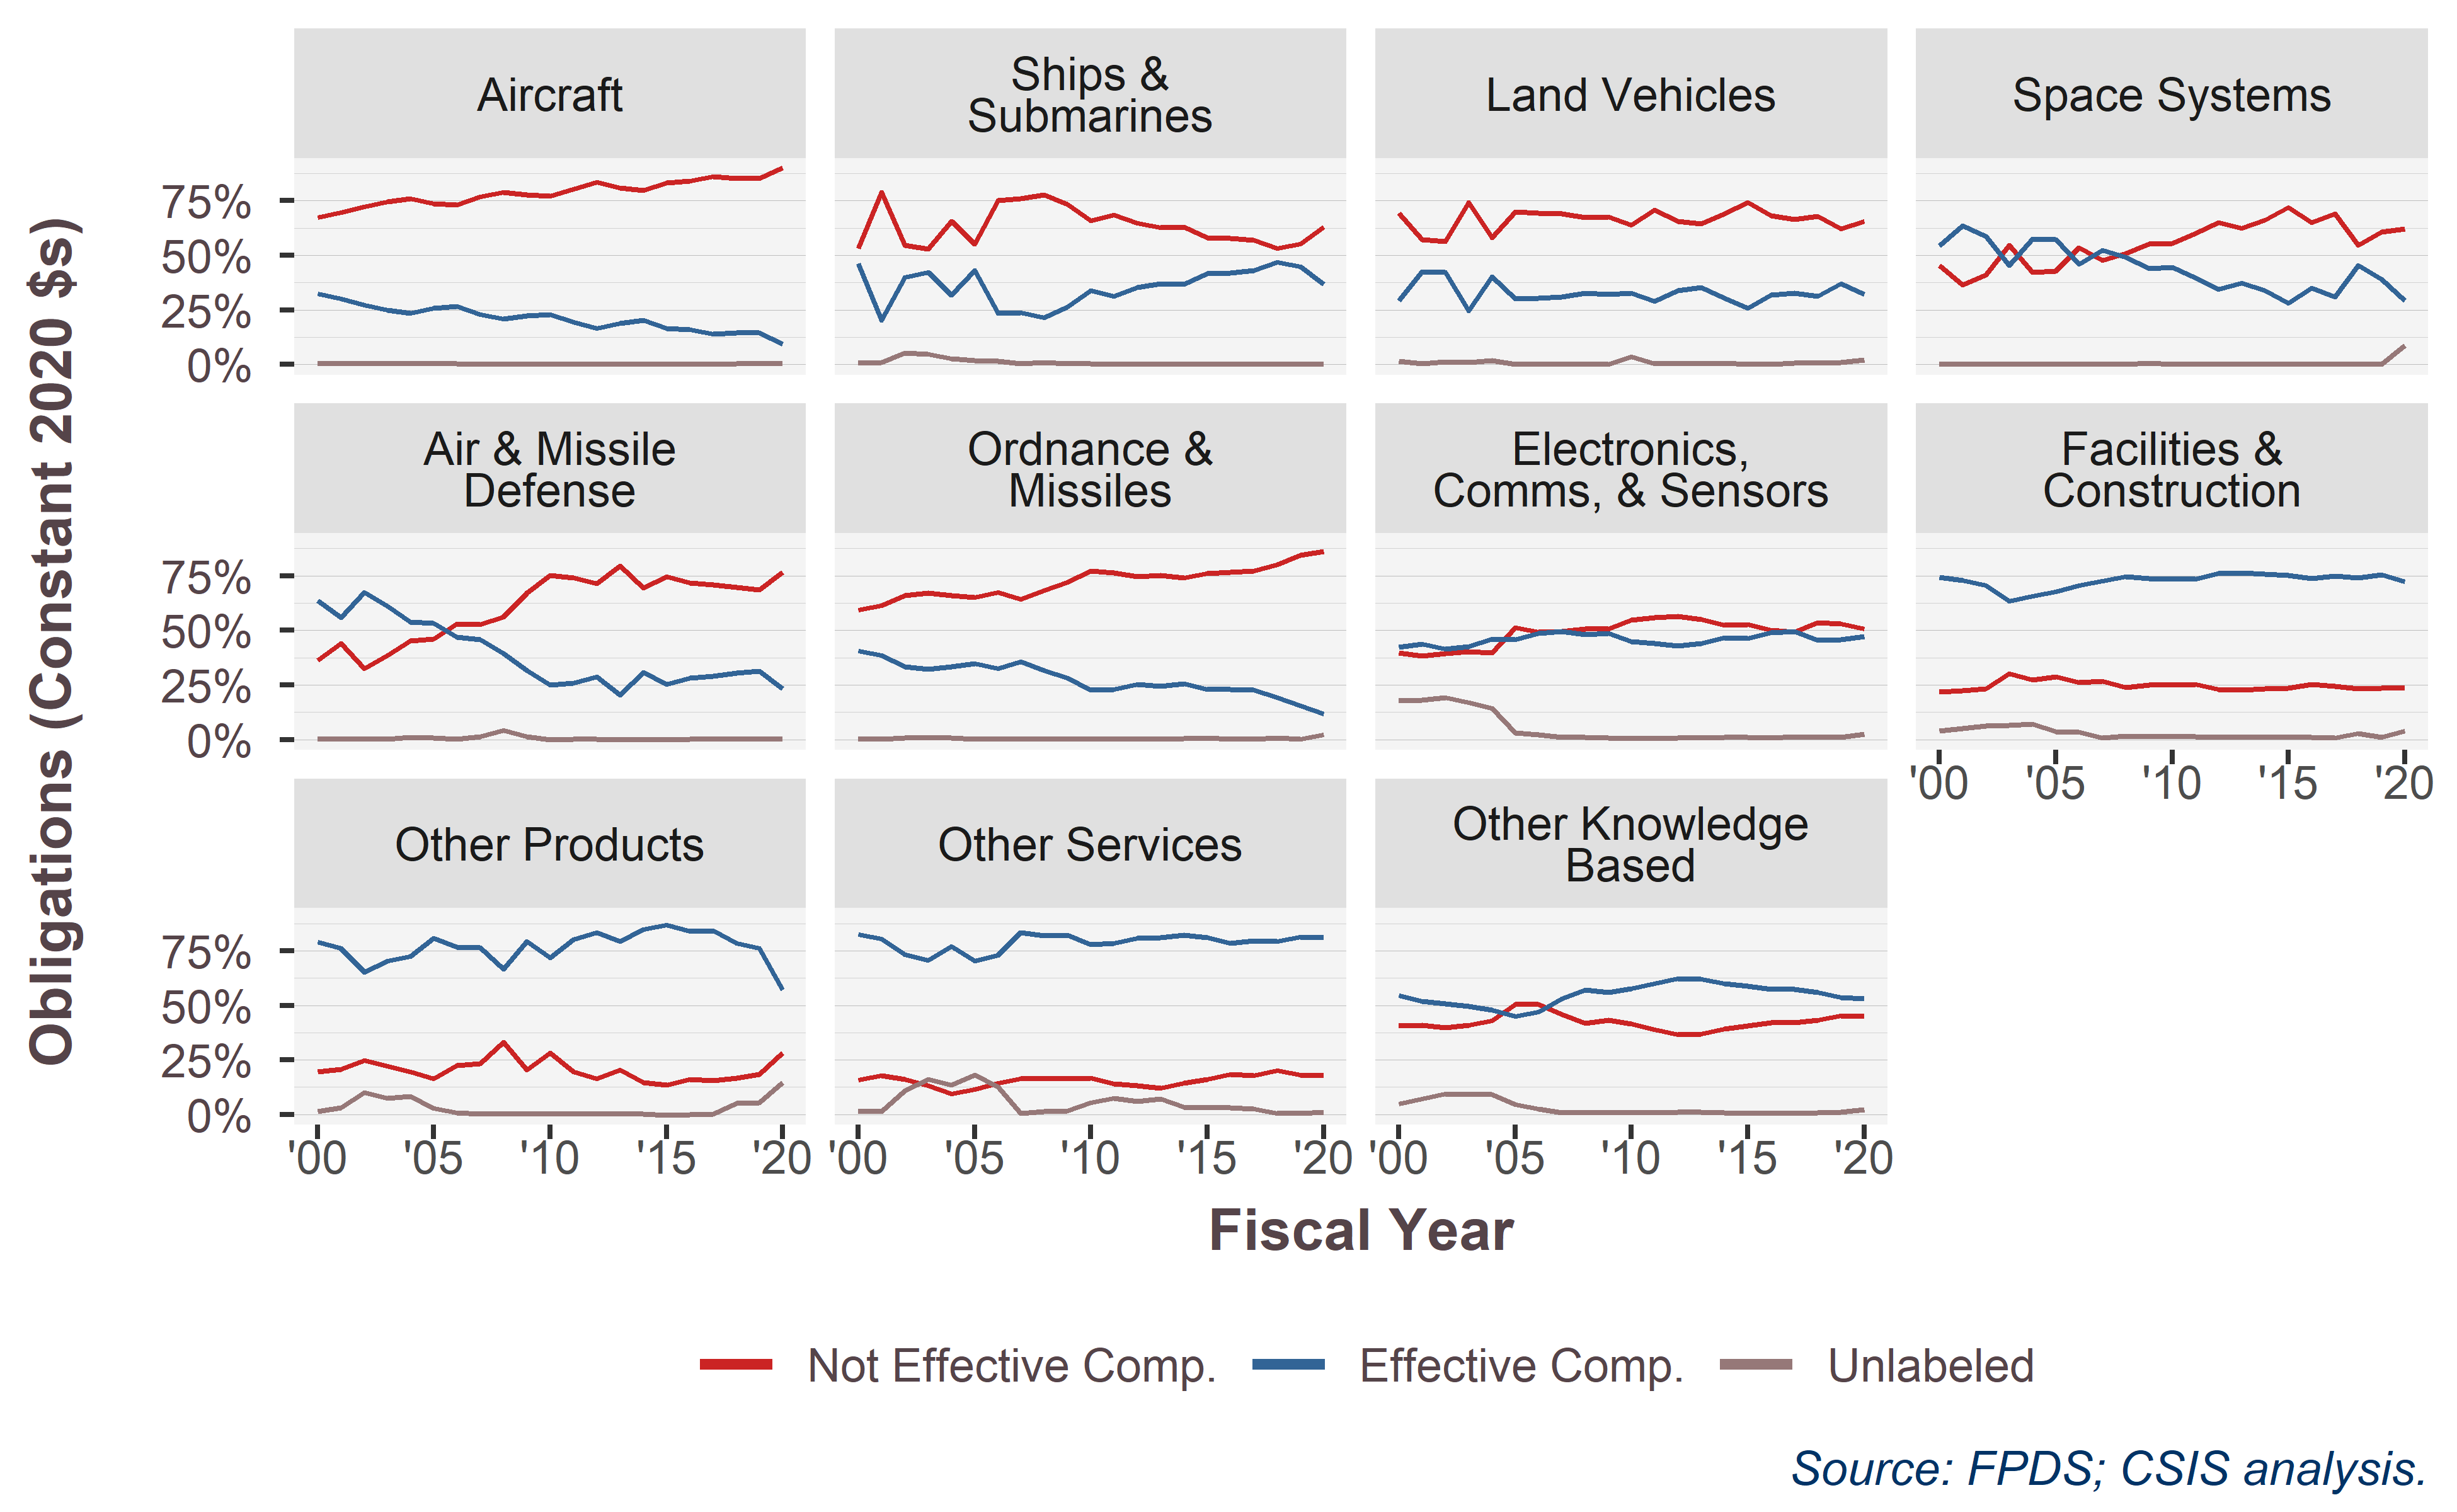 Obligations (Constant 2020 $s)
Aircraft
Ships &
Submarines
Land Vehicles
Space Systems
75%
50%
25%
0%
Air & Missile
Defense
Ordnance &
Missiles
Electronics,
Comms, & Sensors
Facilities &
Construction
75%
50%
25%
0%
'00 '05 '10 '15 '20
Other Products
Other Services
Other Knowledge
Based
75%
50%
25%
0%
'00 '05 '10 '15 '20
'00 '05 '10 '15 '20
'00 '05 '10 '15 '20
Fiscal Year
Not Effective Comp. Effective Comp. Unlabeled
Source: FPDS; CSIS analysis.